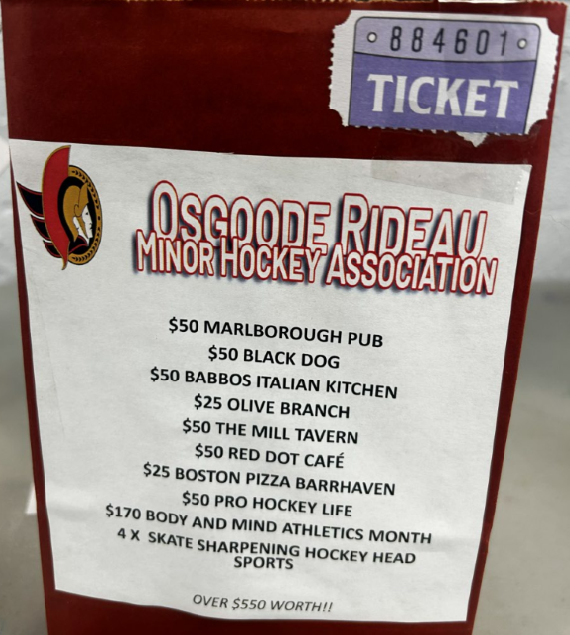 884601
TICKET
OSGOODE RIDEAU
MINOR HOCKEY ASSOCIATION
$50 MARLBOROUGH PUB
$50 BLACK DOG
$50 BABBOS ITALIAN KITCHEN
$25 OLIVE BRANCH
$50 THE MILL TAVERN
$50 RED DOT CAFÉ
$25 BOSTON PIZZA BARRHAVEN
$50 PRO HOCKEY LIFE
$170 BODY AND MIND ATHLETICS MONTH
4 X SKATE SHARPENING HOCKEY HEAD
SPORTS
OVER $550 WORTH!!